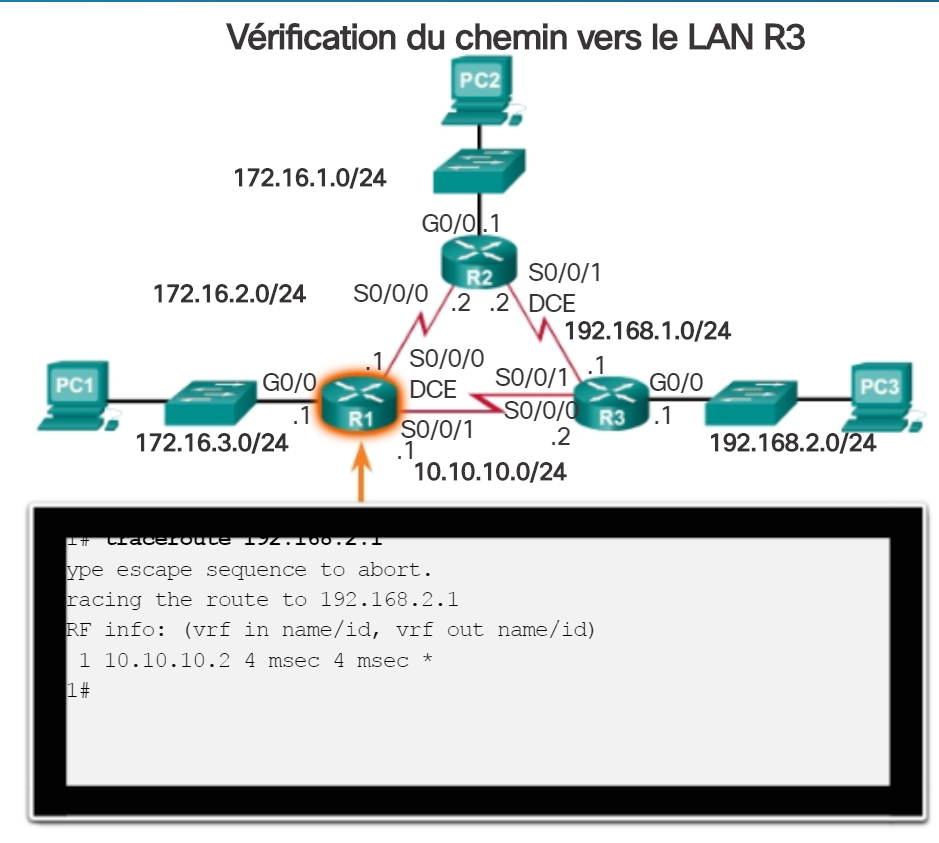 Vérification du chemin vers le LAN R3
PC2
172.16.1.0/24
G0/0 .1
R2
S0/0/1
172.16.2.0/24
S0/0/0
.2 .2 DCE
192.168.1.0/24
.1 S0/0/0 .1
PC1
G0/0
DCE
S0/0/1
G0/0
PC3
.1
R1
S0/0/0
R3
.1
172.16.3.0/24
S0/0/1
.2
192.168.2.0/24
.1
10.10.10.0/24
1# traceroute 192.168.2.1
ype escape sequence to abort.
racing the route to 192.168.2.1
RF info: (vrf in name/id, vrf out name/id)
1 10.10.10.2 4 msec 4 msec *
1#